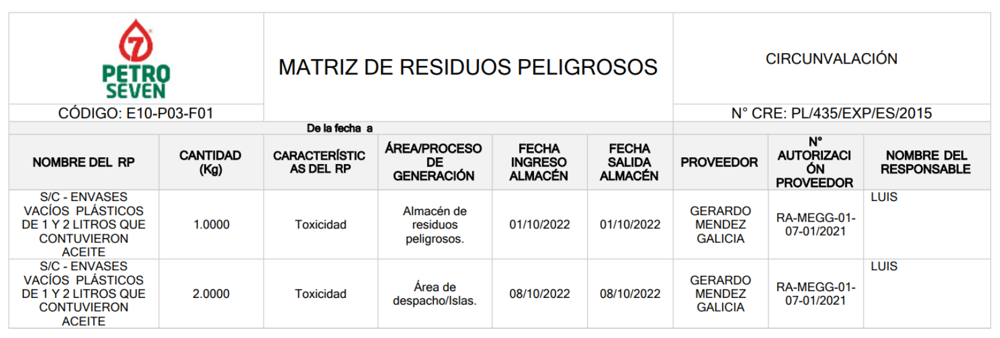 7
PETRO
SEVEN
MATRIZ DE RESIDUOS PELIGROSOS
CIRCUNVALACIÓN
CÓDIGO: E10-P03-F01
N° CRE: PL/435/EXP/ES/2015
De la fecha a
NOMBRE DEL RP
CANTIDAD
(Kg)
CARACTERÍSTIC
AS DEL RP
ÁREA/PROCESO
DE
GENERACIÓN
FECHA
INGRESO
ALMACÉN
FECHA
SALIDA
ALMACÉN
PROVEEDOR
N°
AUTORIZACI
ÓN
PROVEEDOR
NOMBRE DEL
RESPONSABLE
S/C - ENVASES
VACÍOS PLÁSTICOS
DE 1 Y 2 LITROS QUE
CONTUVIERON
ACEITE
1.0000
Toxicidad
Almacén de
residuos
peligrosos.
01/10/2022
01/10/2022
GERARDO
MENDEZ
GALICIA
RA-MEGG-01-
07-01/2021
LUIS
S/C - ENVASES
VACÍOS PLÁSTICOS
DE 1 Y 2 LITROS QUE
CONTUVIERON
ACEITE
2.0000
Toxicidad
Área de
despacho/Islas.
08/10/2022
08/10/2022
GERARDO
MENDEZ
GALICIA
RA-MEGG-01-
07-01/2021
LUIS